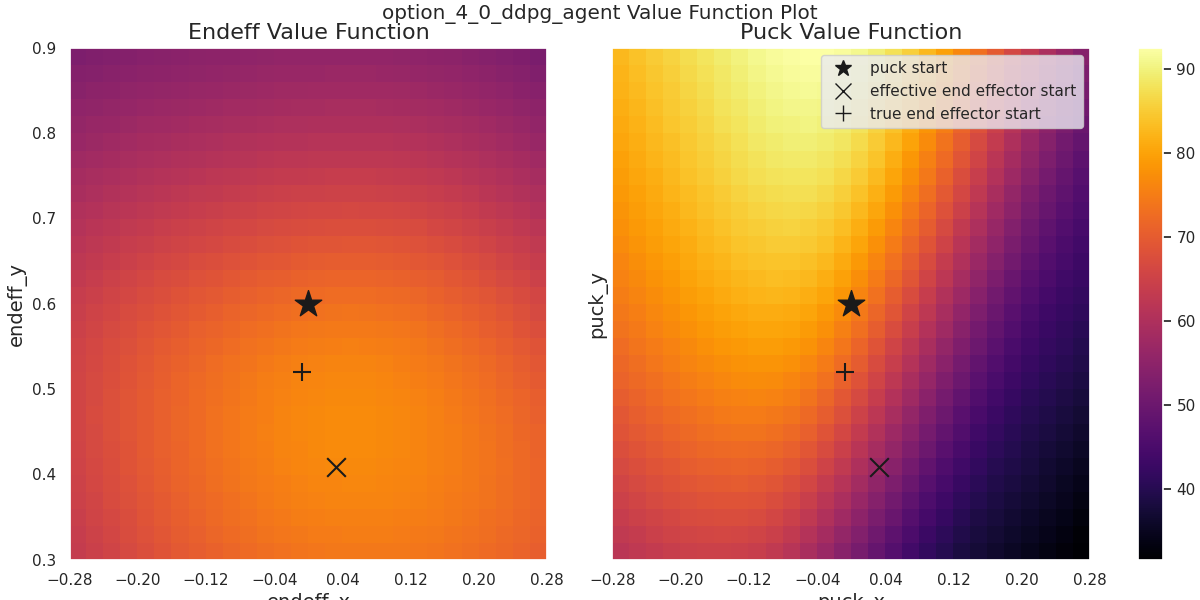 option_4_0_ddpg_agent Value Function Plot
Endeff Value Function
Puck Value Function
puck start
effective end effector start
true end effector start
endeff_y
0.9
0.8
0.7
0.6
0.5
0.4
0.3
−0.28 −0.20 −0.12 −0.04 0.04 0.12 0.20 0.28
endeff_x
puck_y
−0.28 −0.20 −0.12 −0.04 0.04 0.12 0.20 0.28
puck_x
90
80
70
60
50
40